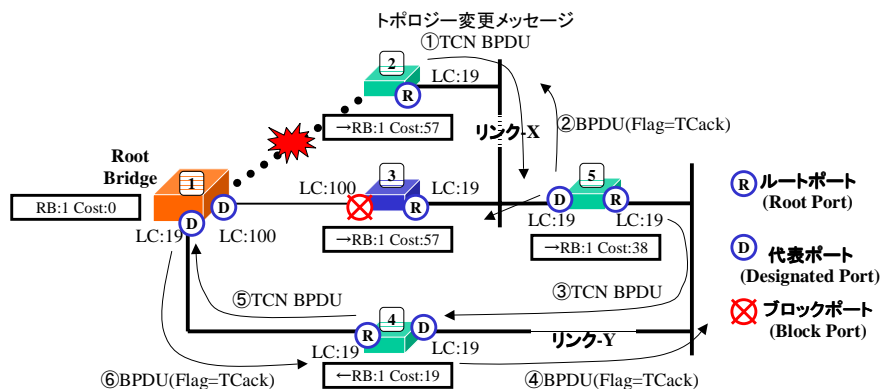 トポロジー変更メッセージ
①TCN BPDU
2
LC:19
R
→RB:1 Cost:57
リンク-X
②BPDU(Flag=TCack)
Root
Bridge
1
RB:1 Cost:0
D
D
LC:19
LC:100
LC:100
3
LC:19
R
→RB:1 Cost:57
5
D
R
LC:19
LC:19
→RB:1 Cost:38
R
ルートポート
(Root Port)
D
代表ポート
(Designated Port)
ブロックポート
(Block Port)
③TCN BPDU
⑤TCN BPDU
4
R
D
リンク-Y
LC:19
LC:19
←RB:1 Cost:19
⑥BPDU(Flag=TCack)
④BPDU(Flag=TCack)